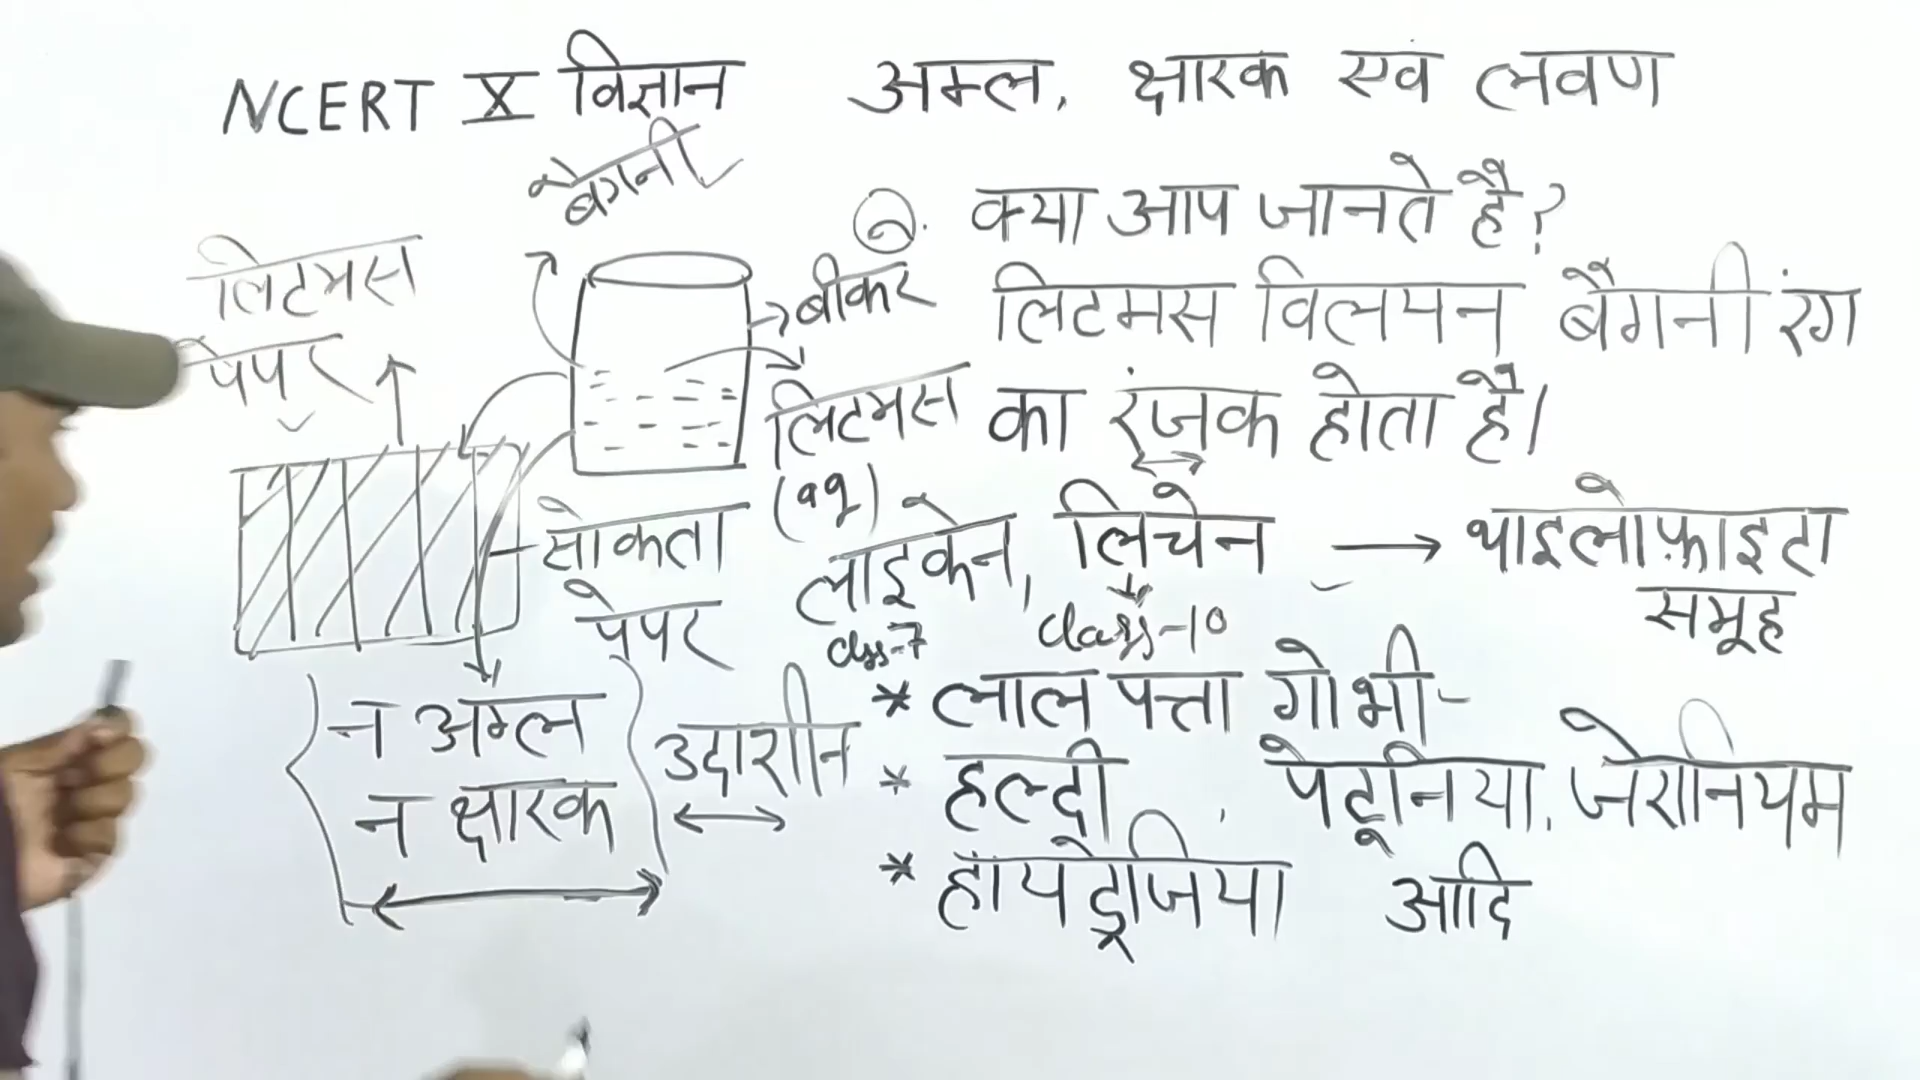 NCERT X विज्ञान अम्ल, क्षारक एवं लवण
Q. क्या आप जानते है?
लिटमस विलयन बैगनी रंग
का रंजक होता है।
लाइकेन, लिचेन → थाइलोफ़ाइटा
समूह
class-7 class-10
* लाल पत्ता गोभी-
* हल्दी, पेटूनिया, जेरानियम
* हायड्रेंजिया आदि
बैगनी
लिटमस
पेपर
बीकर
लिटमस
(aq)
सोकता
पेपर
न अम्ल
न क्षारक
उदाशीन